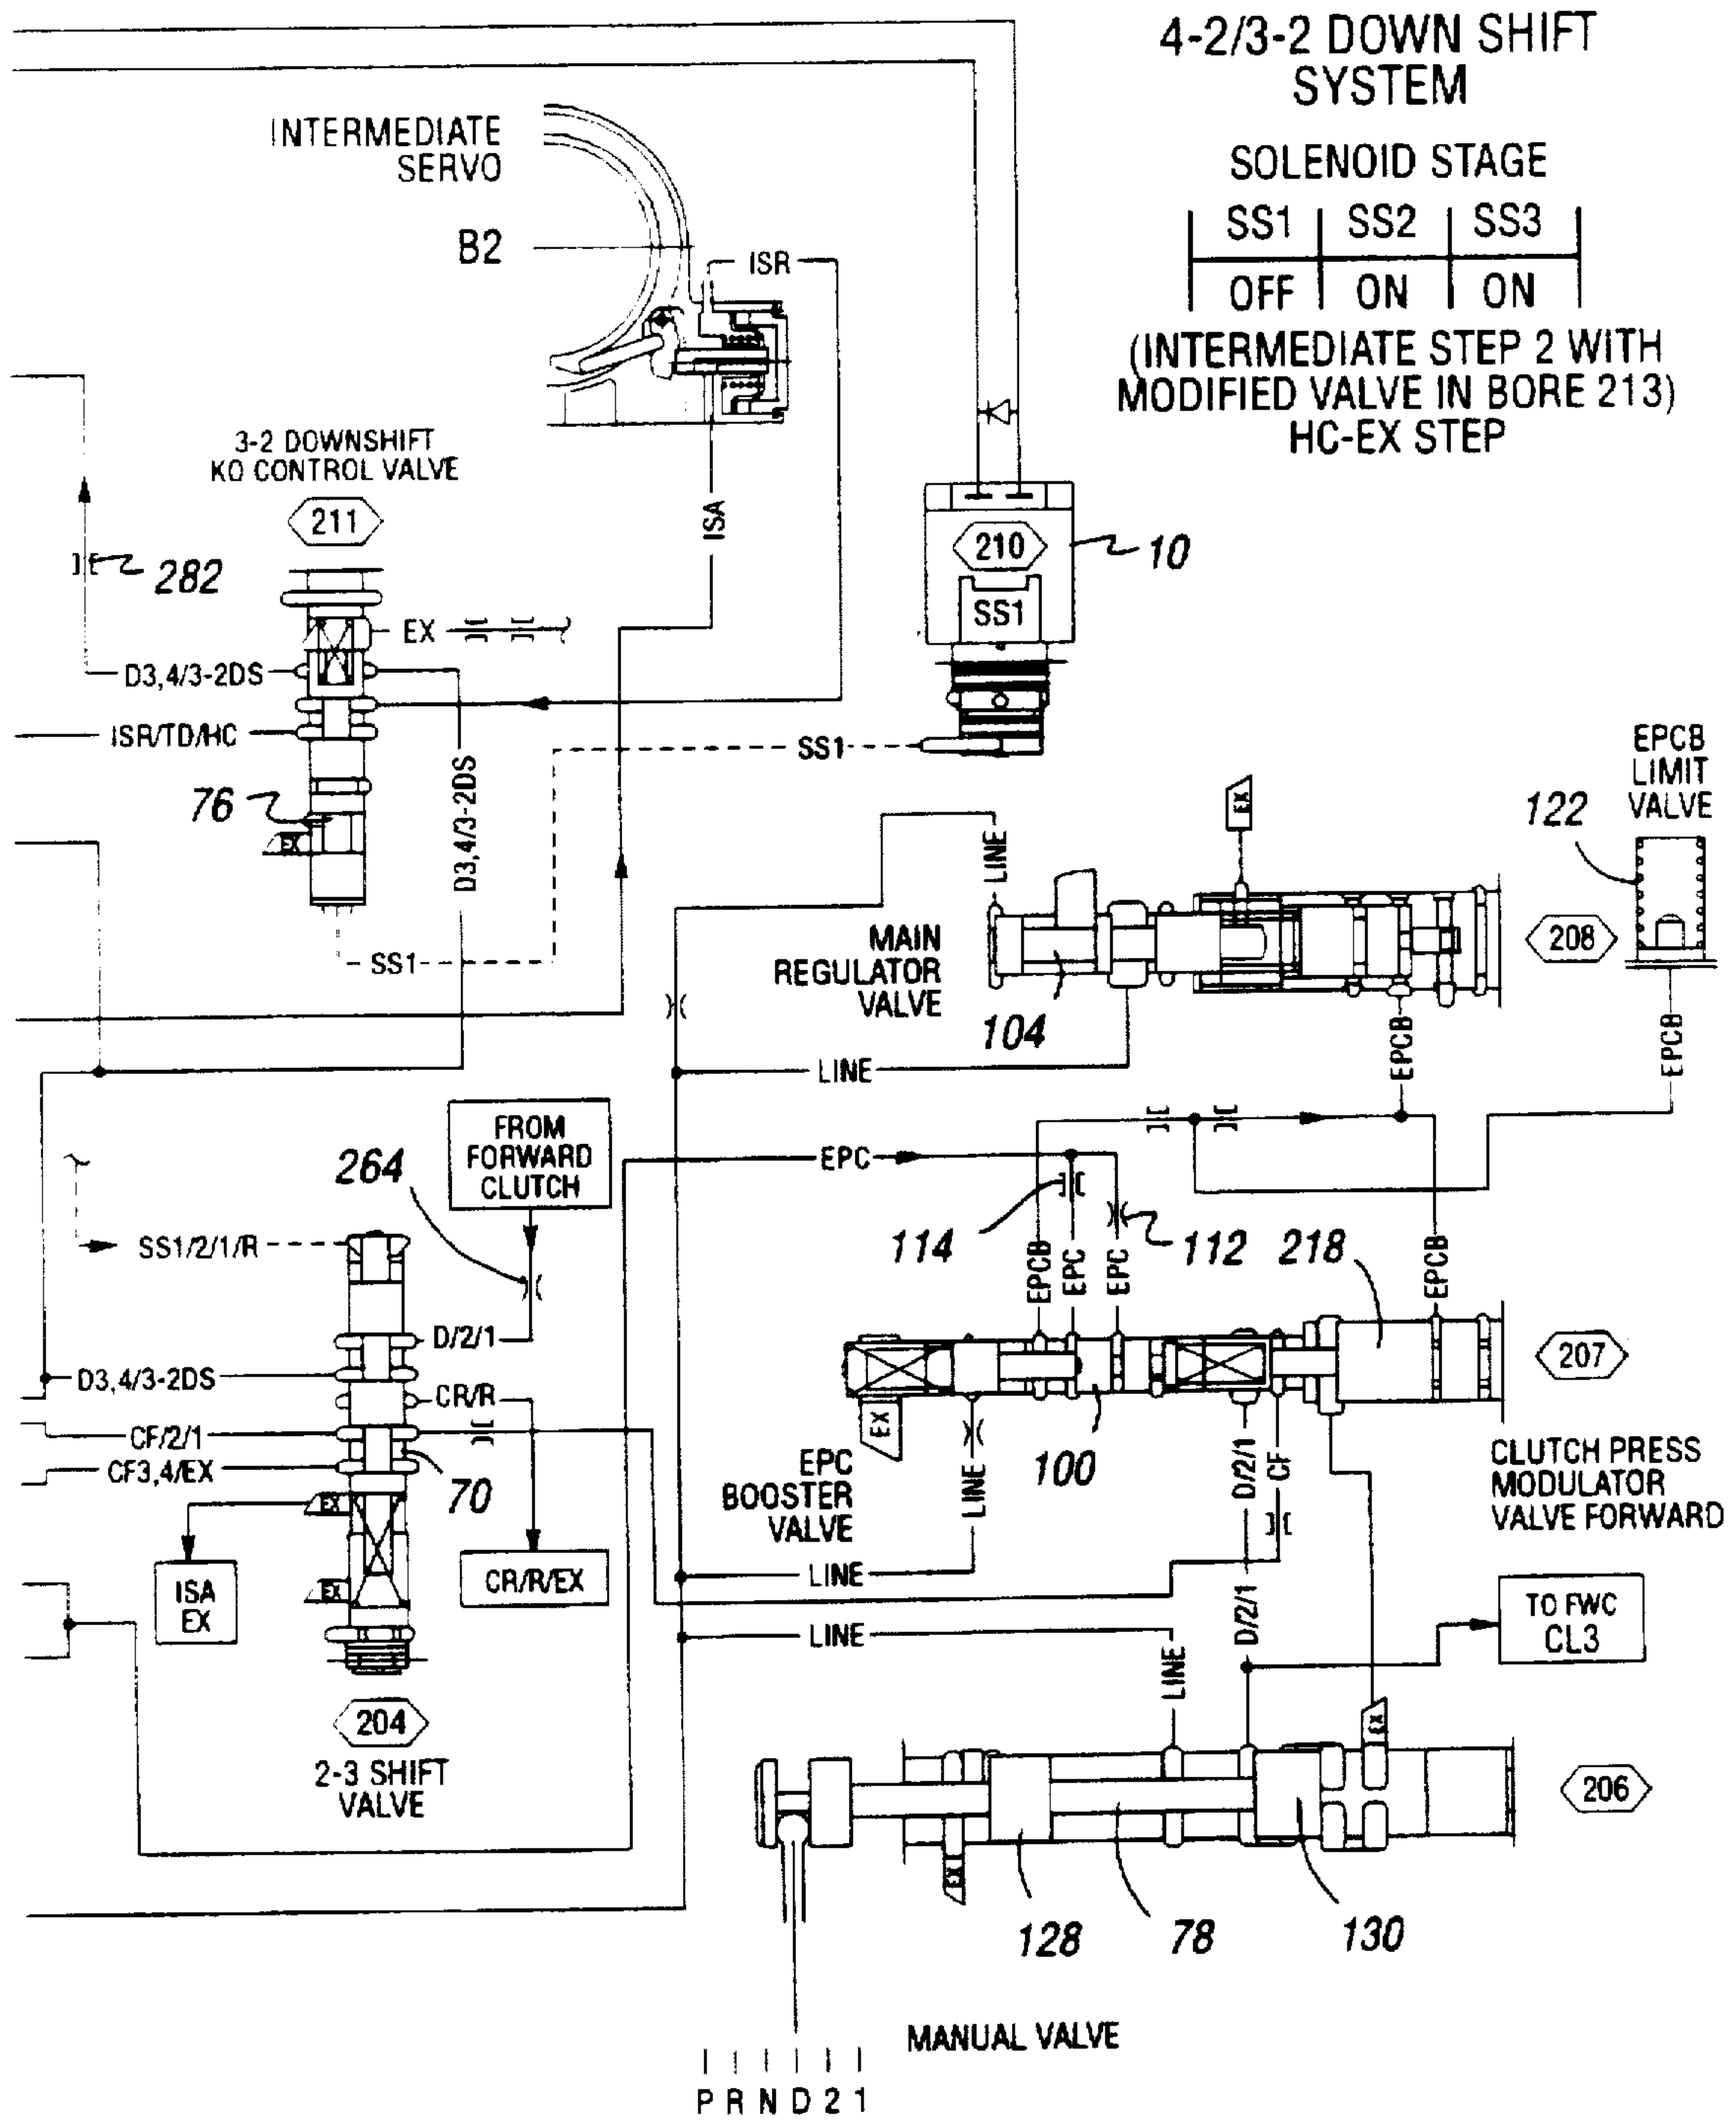 4-2/3-2 DOWN SHIFT
SYSTEM
SOLENOID STAGE
SS1 SS2 SS3
OFF ON ON
(INTERMEDIATE STEP 2 WITH
MODIFIED VALVE IN BORE 213)
HC-EX STEP
INTERMEDIATE
SERVO
B2
ISR
ISA
3-2 DOWNSHIFT
KO CONTROL VALVE
211
282
EX
D3,4/3-2DS
ISR/TD/HC
76
EX
D3,4/3-2DS
SS1
SS1
210
SS1
10
EPCB
LIMIT
VALVE
122
EX
LINE
MAIN
REGULATOR
VALVE
104
208
LINE
EPCB
EPCB
FROM
FORWARD
CLUTCH
264
EPC
114
112
218
EPCB
EPC
EPC
EPCB
SS1/2/1/R
D/2/1
D3,4/3-2DS
CR/R
CF/2/1
CF3,4/EX
70
EX
EX
ISA
EX
CR/R/EX
204
2-3 SHIFT
VALVE
207
EX
EPC
BOOSTER
VALVE
LINE
100
D/2/1
CF
CLUTCH PRESS
MODULATOR
VALVE FORWARD
LINE
LINE
LINE
D/2/1
TO FWC
CL3
EX
206
EX
128
78
130
MANUAL VALVE
P R N D 2 1